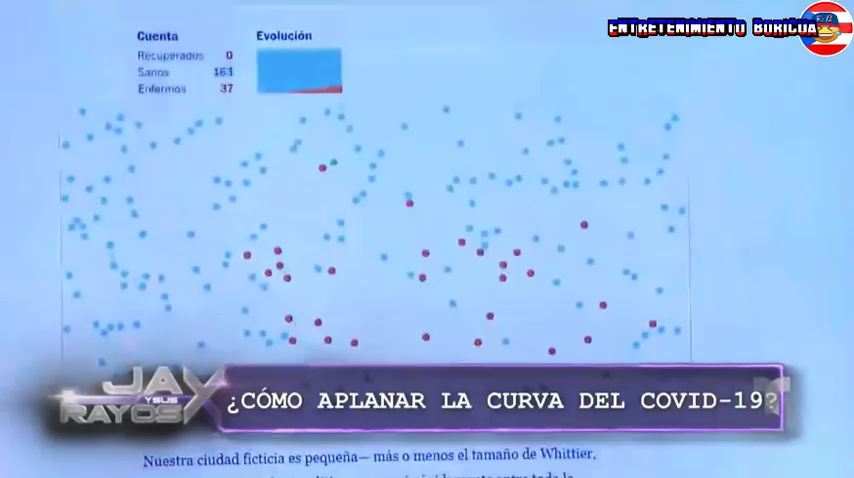 ENTRETENIMIENTO BORICUA
Cuenta
Recuperados 0
Sanos 161
Enfermos 37
Evolución
JAY
Y SUS
RAYOS X
¿CÓMO APLANAR LA CURVA DEL COVID-19?
Nuestra ciudad ficticia es pequeña— más o menos el tamaño de Whittier,